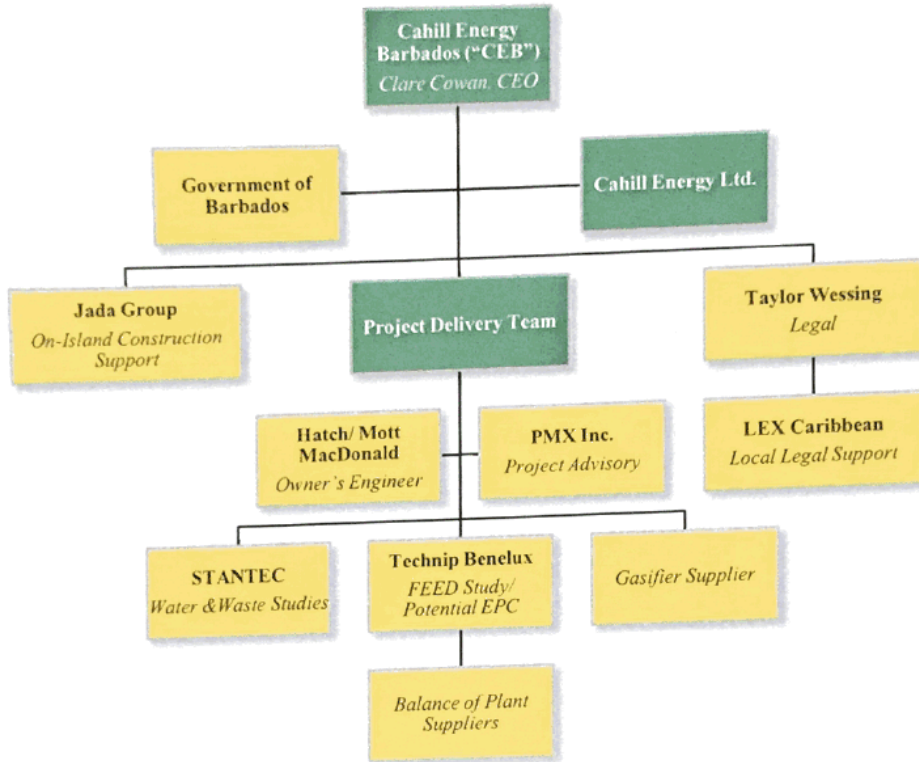 Cahill Energy
Barbados (“CEB”)
Clare Cowan, CEO
Government of
Barbados
Cahill Energy Ltd.
Jada Group
On-Island Construction
Support
Project Delivery Team
Taylor Wessing
Legal
Hatch/ Mott
MacDonald
Owner’s Engineer
PMX Inc.
Project Advisory
LEX Caribbean
Local Legal Support
STANTEC
Water &Waste Studies
Technip Benelux
FEED Study/
Potential EPC
Gasifier Supplier
Balance of Plant
Suppliers